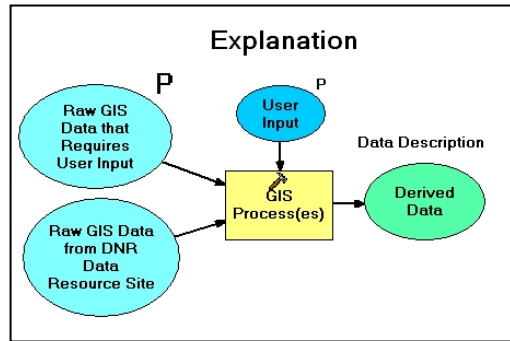 Explanation
P
Raw GIS
Data that
Requires
User Input
P
User
Input
Data Description
GIS
Process(es)
Derived
Data
Raw GIS Data
from DNR
Data
Resource Site